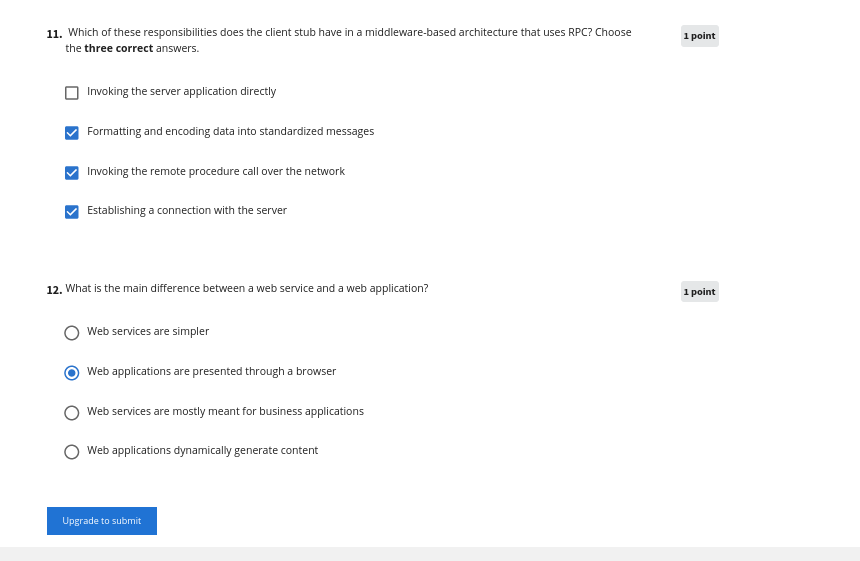 11. Which of these responsibilities does the client stub have in a middleware-based architecture that uses RPC? Choose
1 point
the three correct answers.
Invoking the server application directly
Formatting and encoding data into standardized messages
Invoking the remote procedure call over the network
Establishing a connection with the server
12. What is the main difference between a web service and a web application?
1 point
Web services are simpler
Web applications are presented through a browser
Web services are mostly meant for business applications
Web applications dynamically generate content
Upgrade to submit